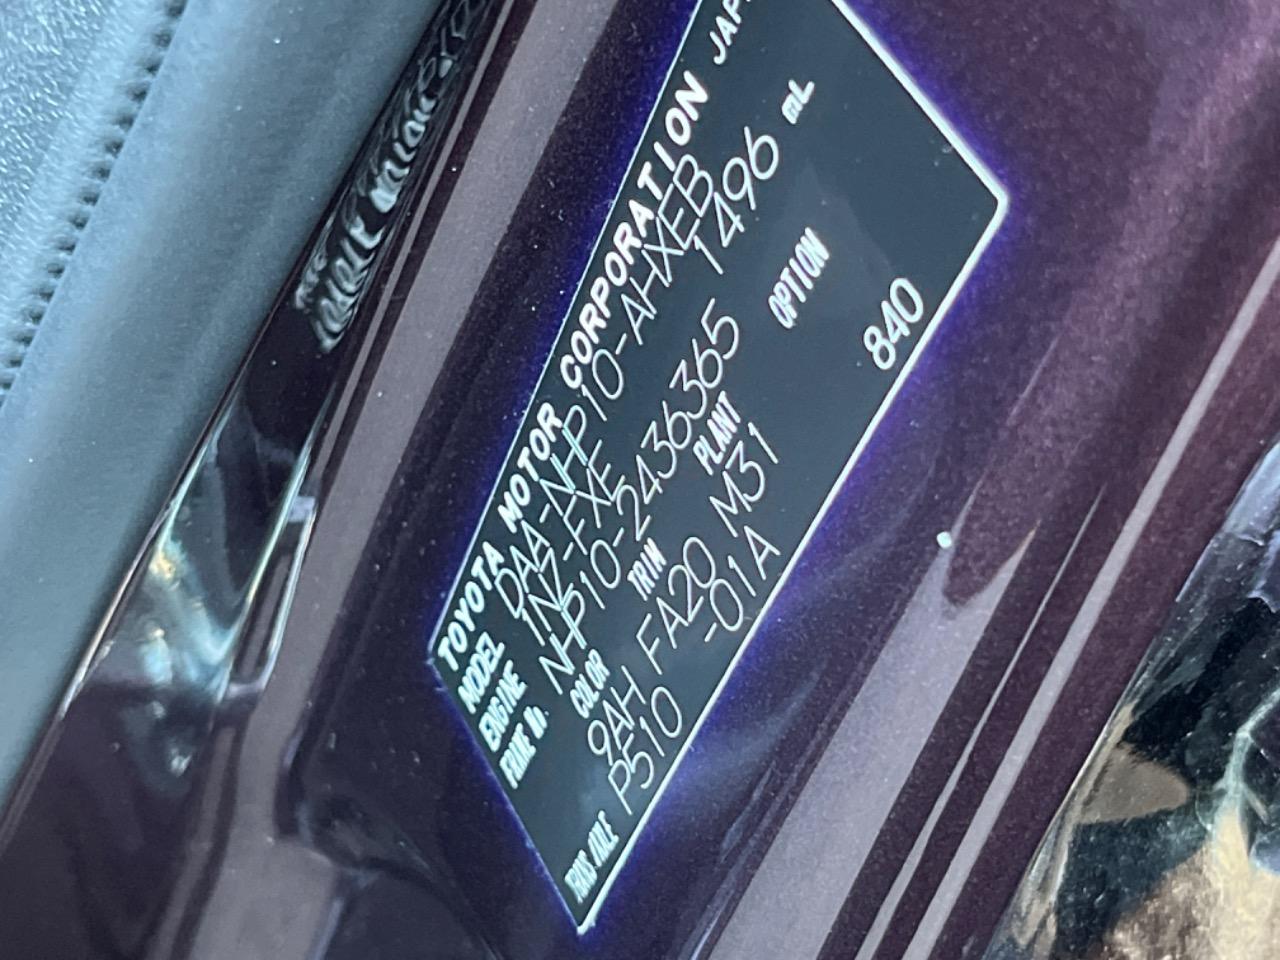 TOYOTA MOTOR CORPORATION JAP
MODEL DAA-NHP10-AHXEB
ENGINE 1NZ-FXE 1496 mL
FRAME No. NHP10-2436365
COLOR TRIM PLANT OPTION
9AH FA20 M31 840
TRANS AXLE P510 -01A